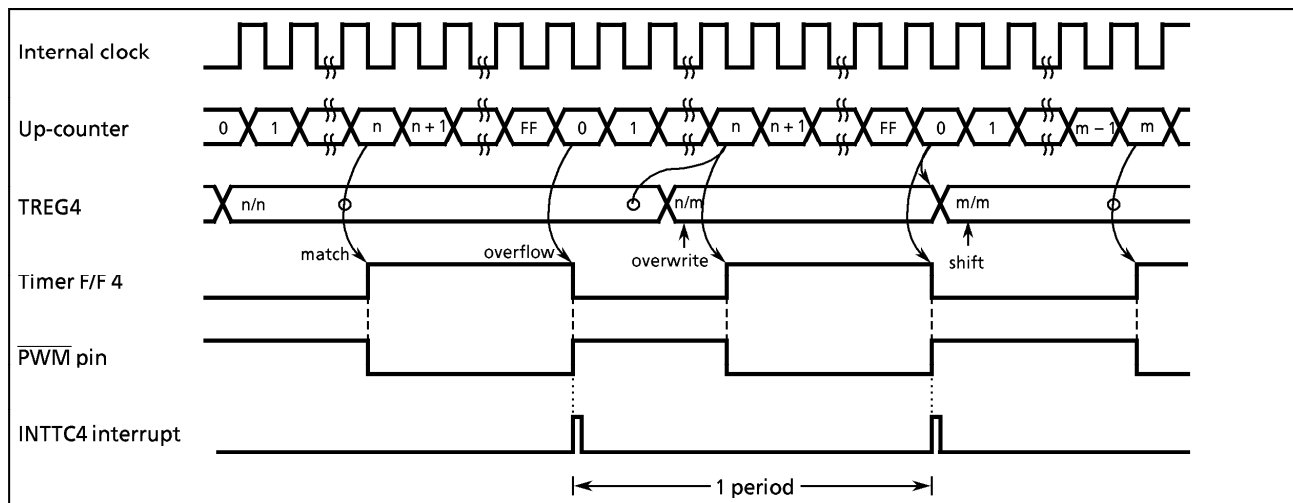 Internal clock
Up-counter 0 1 n n + 1 FF 0 1 n n + 1 FF 0 1 m − 1 m
TREG4 n/n n/m m/m
match overflow overwrite shift
Timer F/F 4
PWM pin
INTTC4 interrupt
1 period